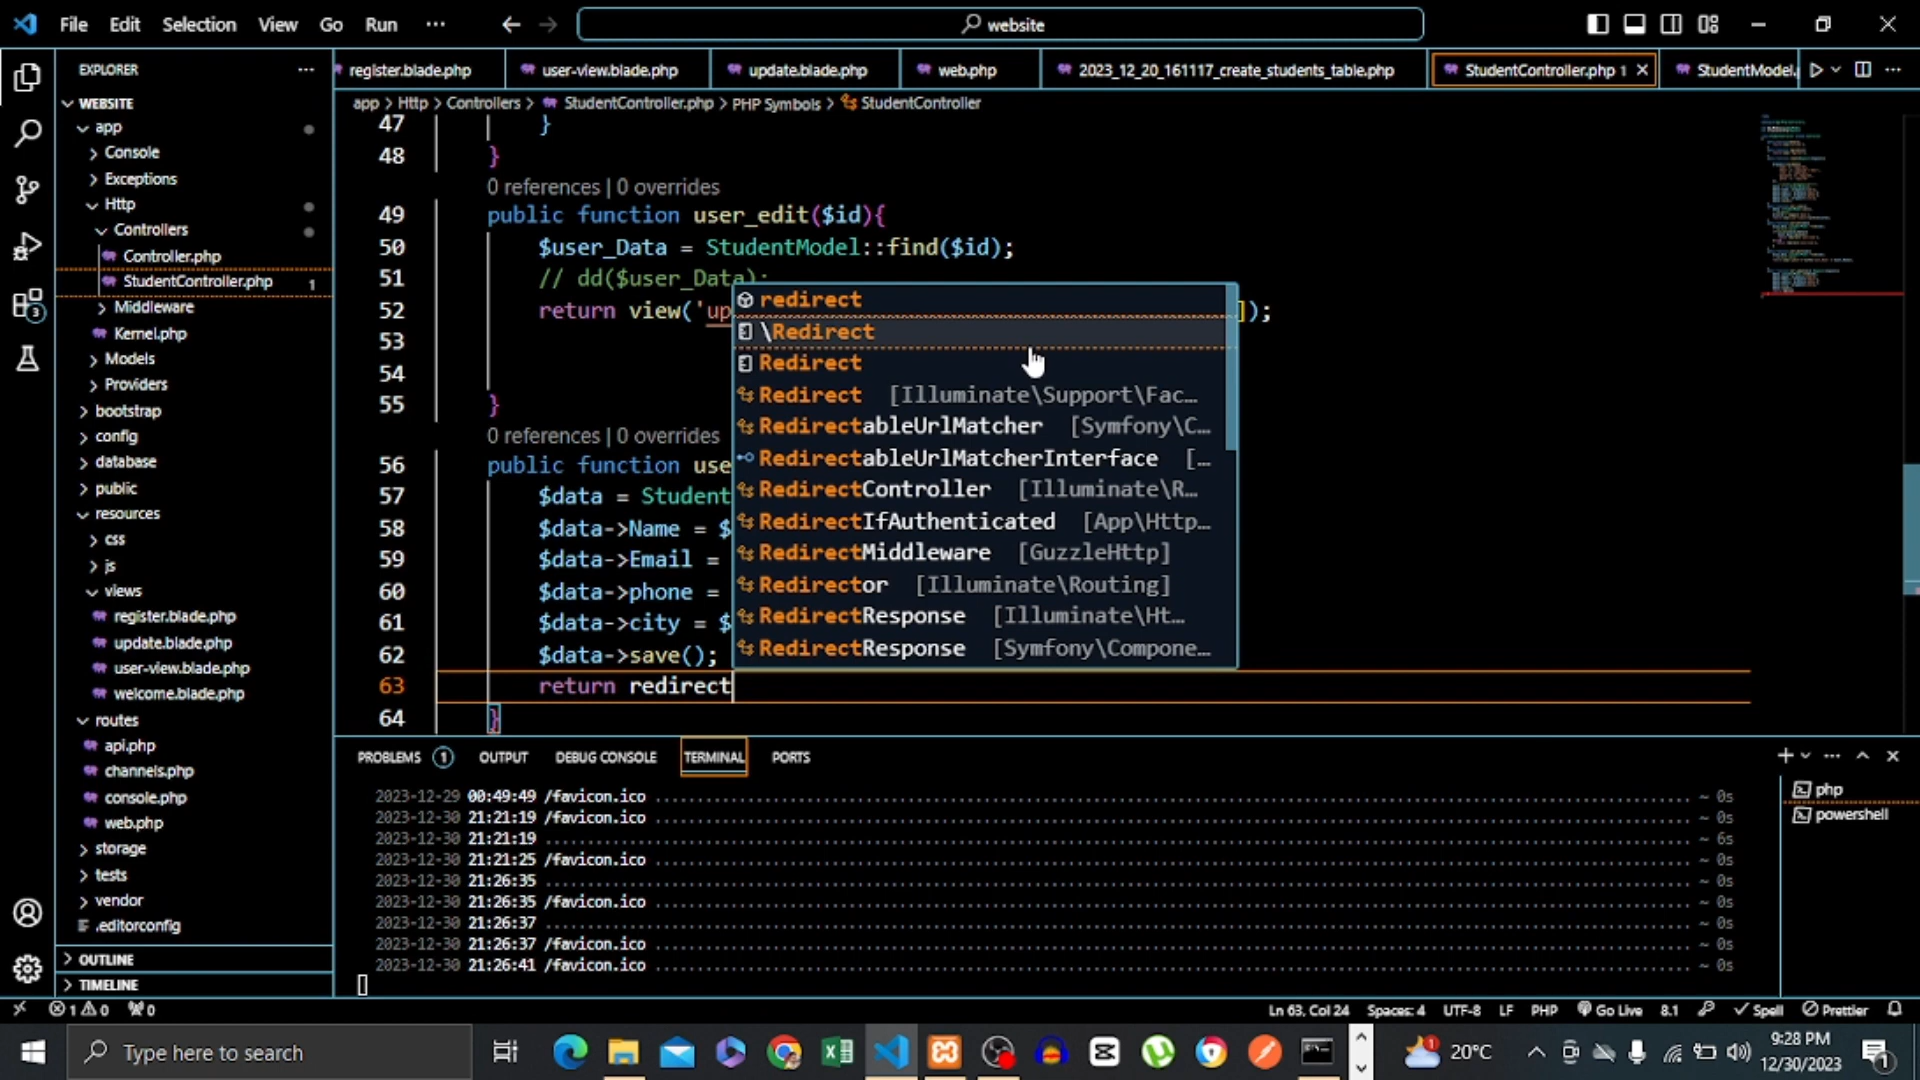 File Edit Selection View Go Run ···
website
EXPLORER
register.blade.php
user-view.blade.php
update.blade.php
web.php
2023_12_20_161117_create_students_table.php
StudentController.php 1
StudentModel.
app > Http > Controllers > StudentController.php > PHP Symbols > StudentController
WEBSITE
app
Console
Exceptions
Http
Controllers
Controller.php
StudentController.php 1
Middleware
Kernel.php
Models
Providers
bootstrap
config
database
public
resources
css
js
views
register.blade.php
update.blade.php
user-view.blade.php
welcome.blade.php
routes
api.php
channels.php
console.php
web.php
storage
tests
vendor
.editorconfig
OUTLINE
TIMELINE
47 }
48 }
0 references | 0 overrides
49 public function user_edit($id){
50 $user_Data = StudentModel::find($id);
51 // dd($user_Data);
52 return view('up ]);
53
54
55 }
0 references | 0 overrides
56 public function use
57 $data = Student
58 $data->Name = $
59 $data->Email =
60 $data->phone =
61 $data->city = $
62 $data->save();
63 return redirect
64 }
redirect
\Redirect
Redirect
Redirect [Illuminate\Support\Fac…
RedirectableUrlMatcher [Symfony\C…
RedirectableUrlMatcherInterface […
RedirectController [Illuminate\R…
RedirectIfAuthenticated [App\Http…
RedirectMiddleware [GuzzleHttp]
Redirector [Illuminate\Routing]
RedirectResponse [Illuminate\Ht…
RedirectResponse [Symfony\Compone…
PROBLEMS 1 OUTPUT DEBUG CONSOLE TERMINAL PORTS
2023-12-29 00:49:49 /favicon.ico ~ 0s
2023-12-30 21:21:19 /favicon.ico ~ 0s
2023-12-30 21:21:19 ~ 6s
2023-12-30 21:21:25 /favicon.ico ~ 0s
2023-12-30 21:26:35 ~ 0s
2023-12-30 21:26:35 /favicon.ico ~ 0s
2023-12-30 21:26:37 ~ 0s
2023-12-30 21:26:37 /favicon.ico ~ 0s
2023-12-30 21:26:41 /favicon.ico ~ 0s
php
powershell
3
1 0 0 Ln 63, Col 24 Spaces: 4 UTF-8 LF PHP Go Live 8.1 Spell Prettier
Type here to search
20°C
9:28 PM
12/30/2023
1